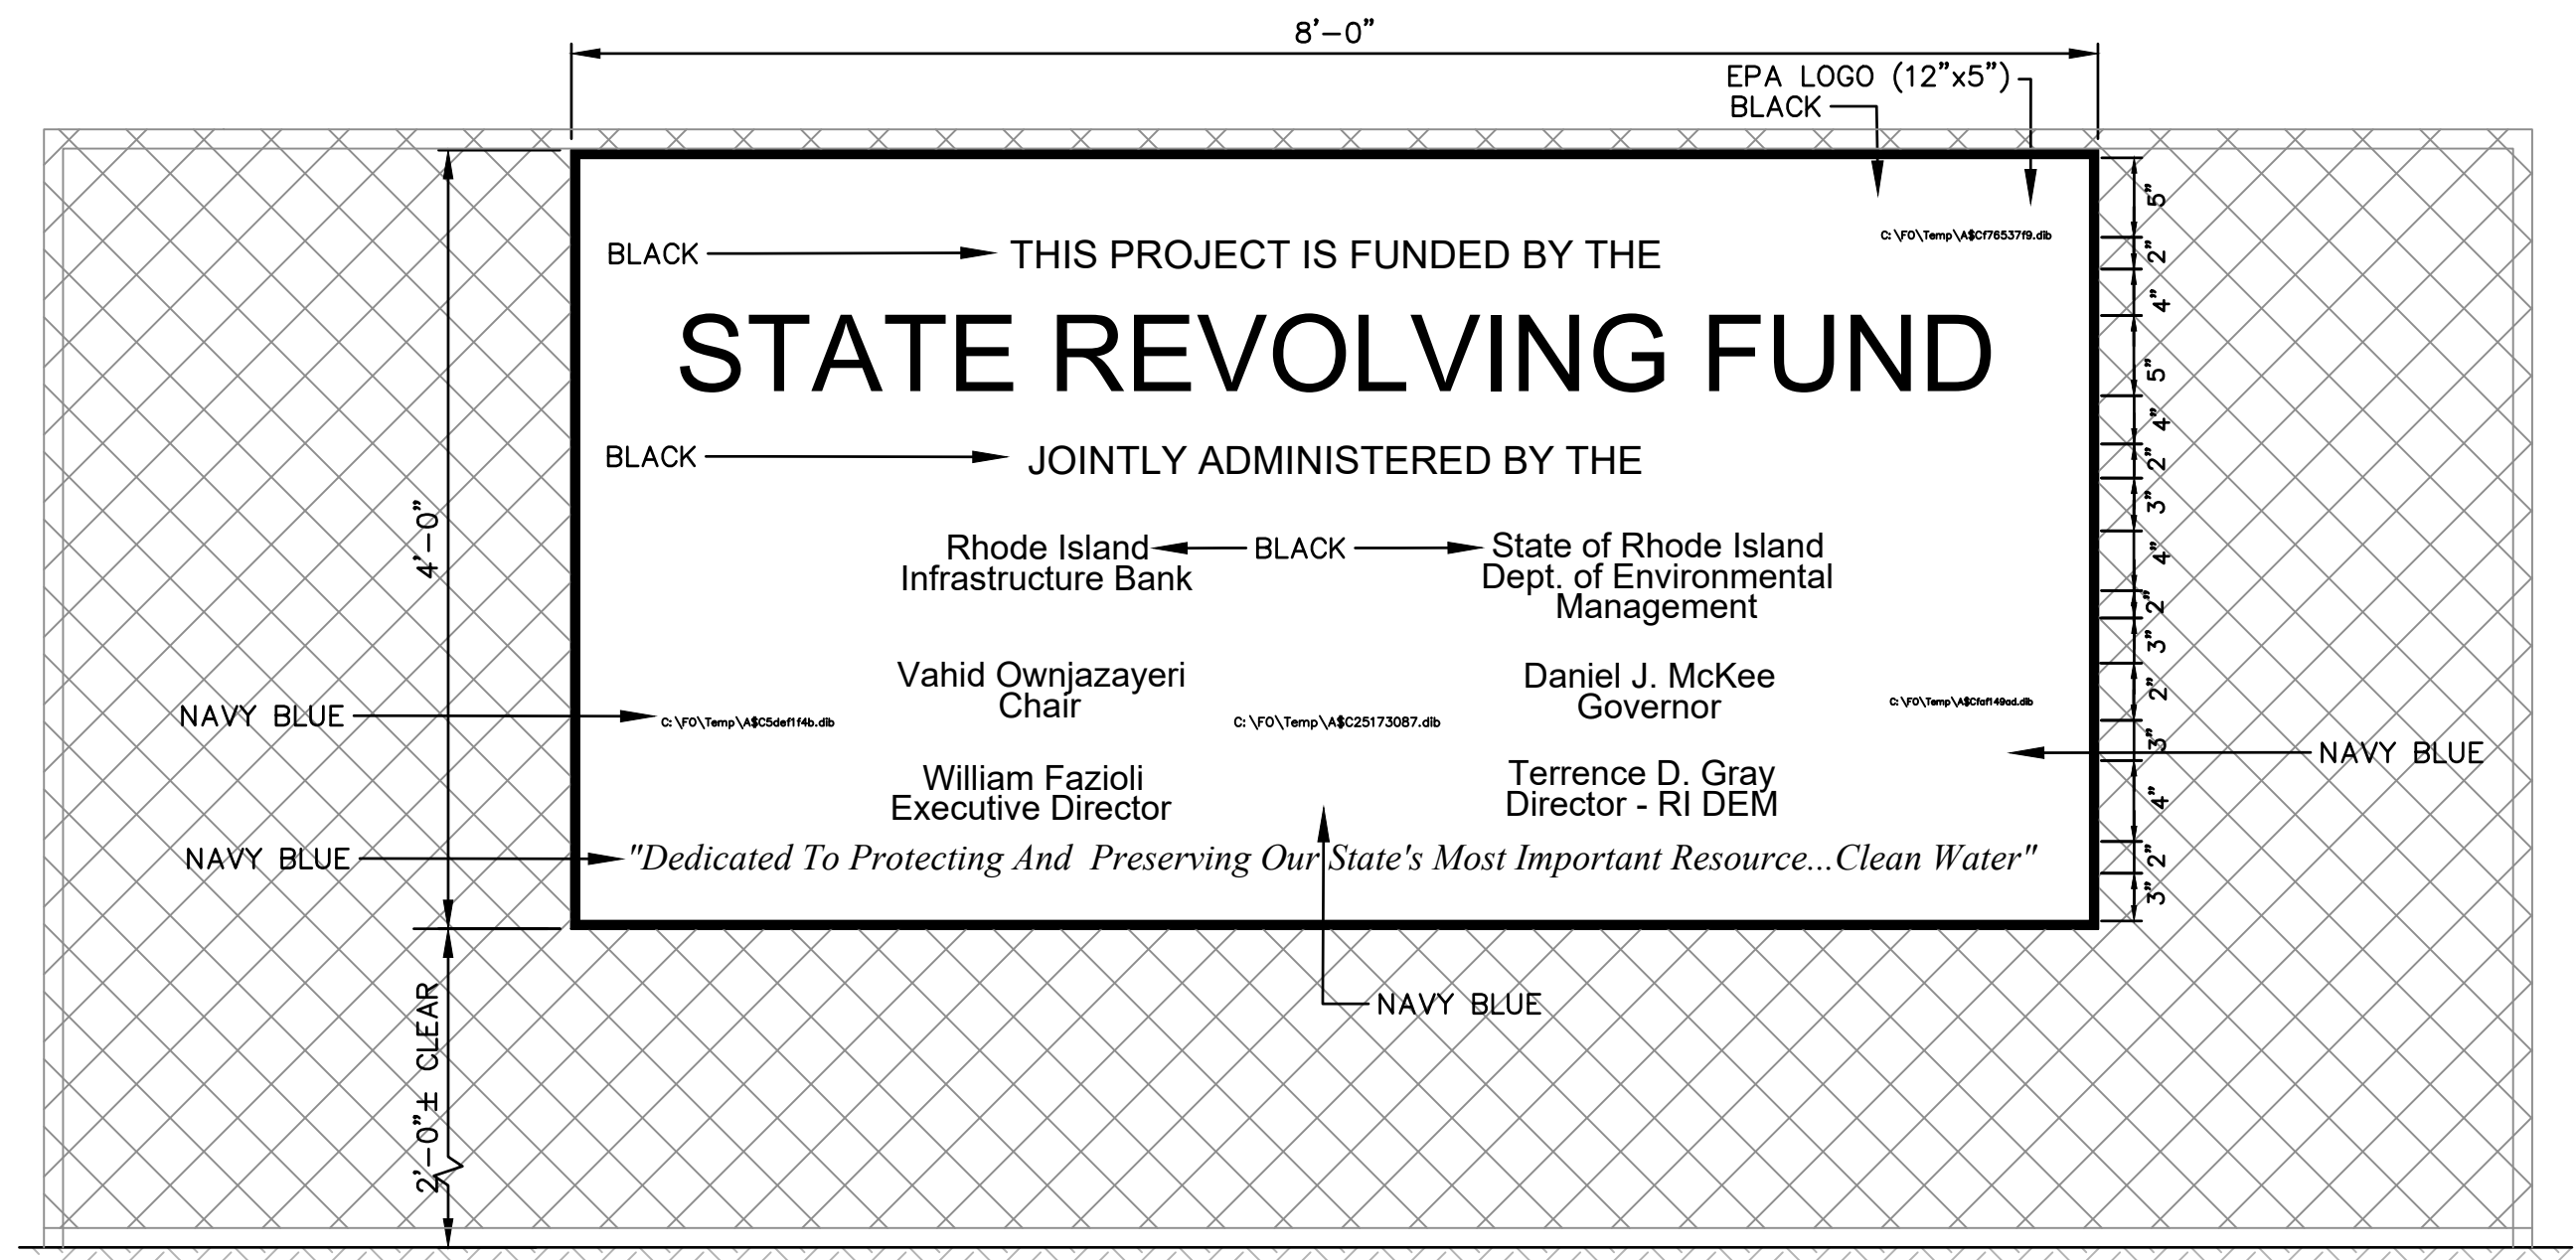 8'-0"
EPA LOGO (12"x5")
BLACK
C:\FO\Temp\A$Cf76537f9.dib
BLACK THIS PROJECT IS FUNDED BY THE
STATE REVOLVING FUND
BLACK JOINTLY ADMINISTERED BY THE
Rhode Island
Infrastructure Bank
BLACK
State of Rhode Island
Dept. of Environmental
Management
Vahid Ownjazayeri
Chair
Daniel J. McKee
Governor
NAVY BLUE
C:\FO\Temp\A$C5def1f4b.dib
C:\FO\Temp\A$C25173087.dib
C:\FO\Temp\A$Cfaf149ad.dib
NAVY BLUE
William Fazioli
Executive Director
Terrence D. Gray
Director - RI DEM
NAVY BLUE
"Dedicated To Protecting And  Preserving Our State's Most Important Resource...Clean Water"
NAVY BLUE
4'-0"
2'-0"± CLEAR
5"
2"
4"
5"
4"
2"
3"
4"
2"
3"
2"
3"
4"
2"
3"